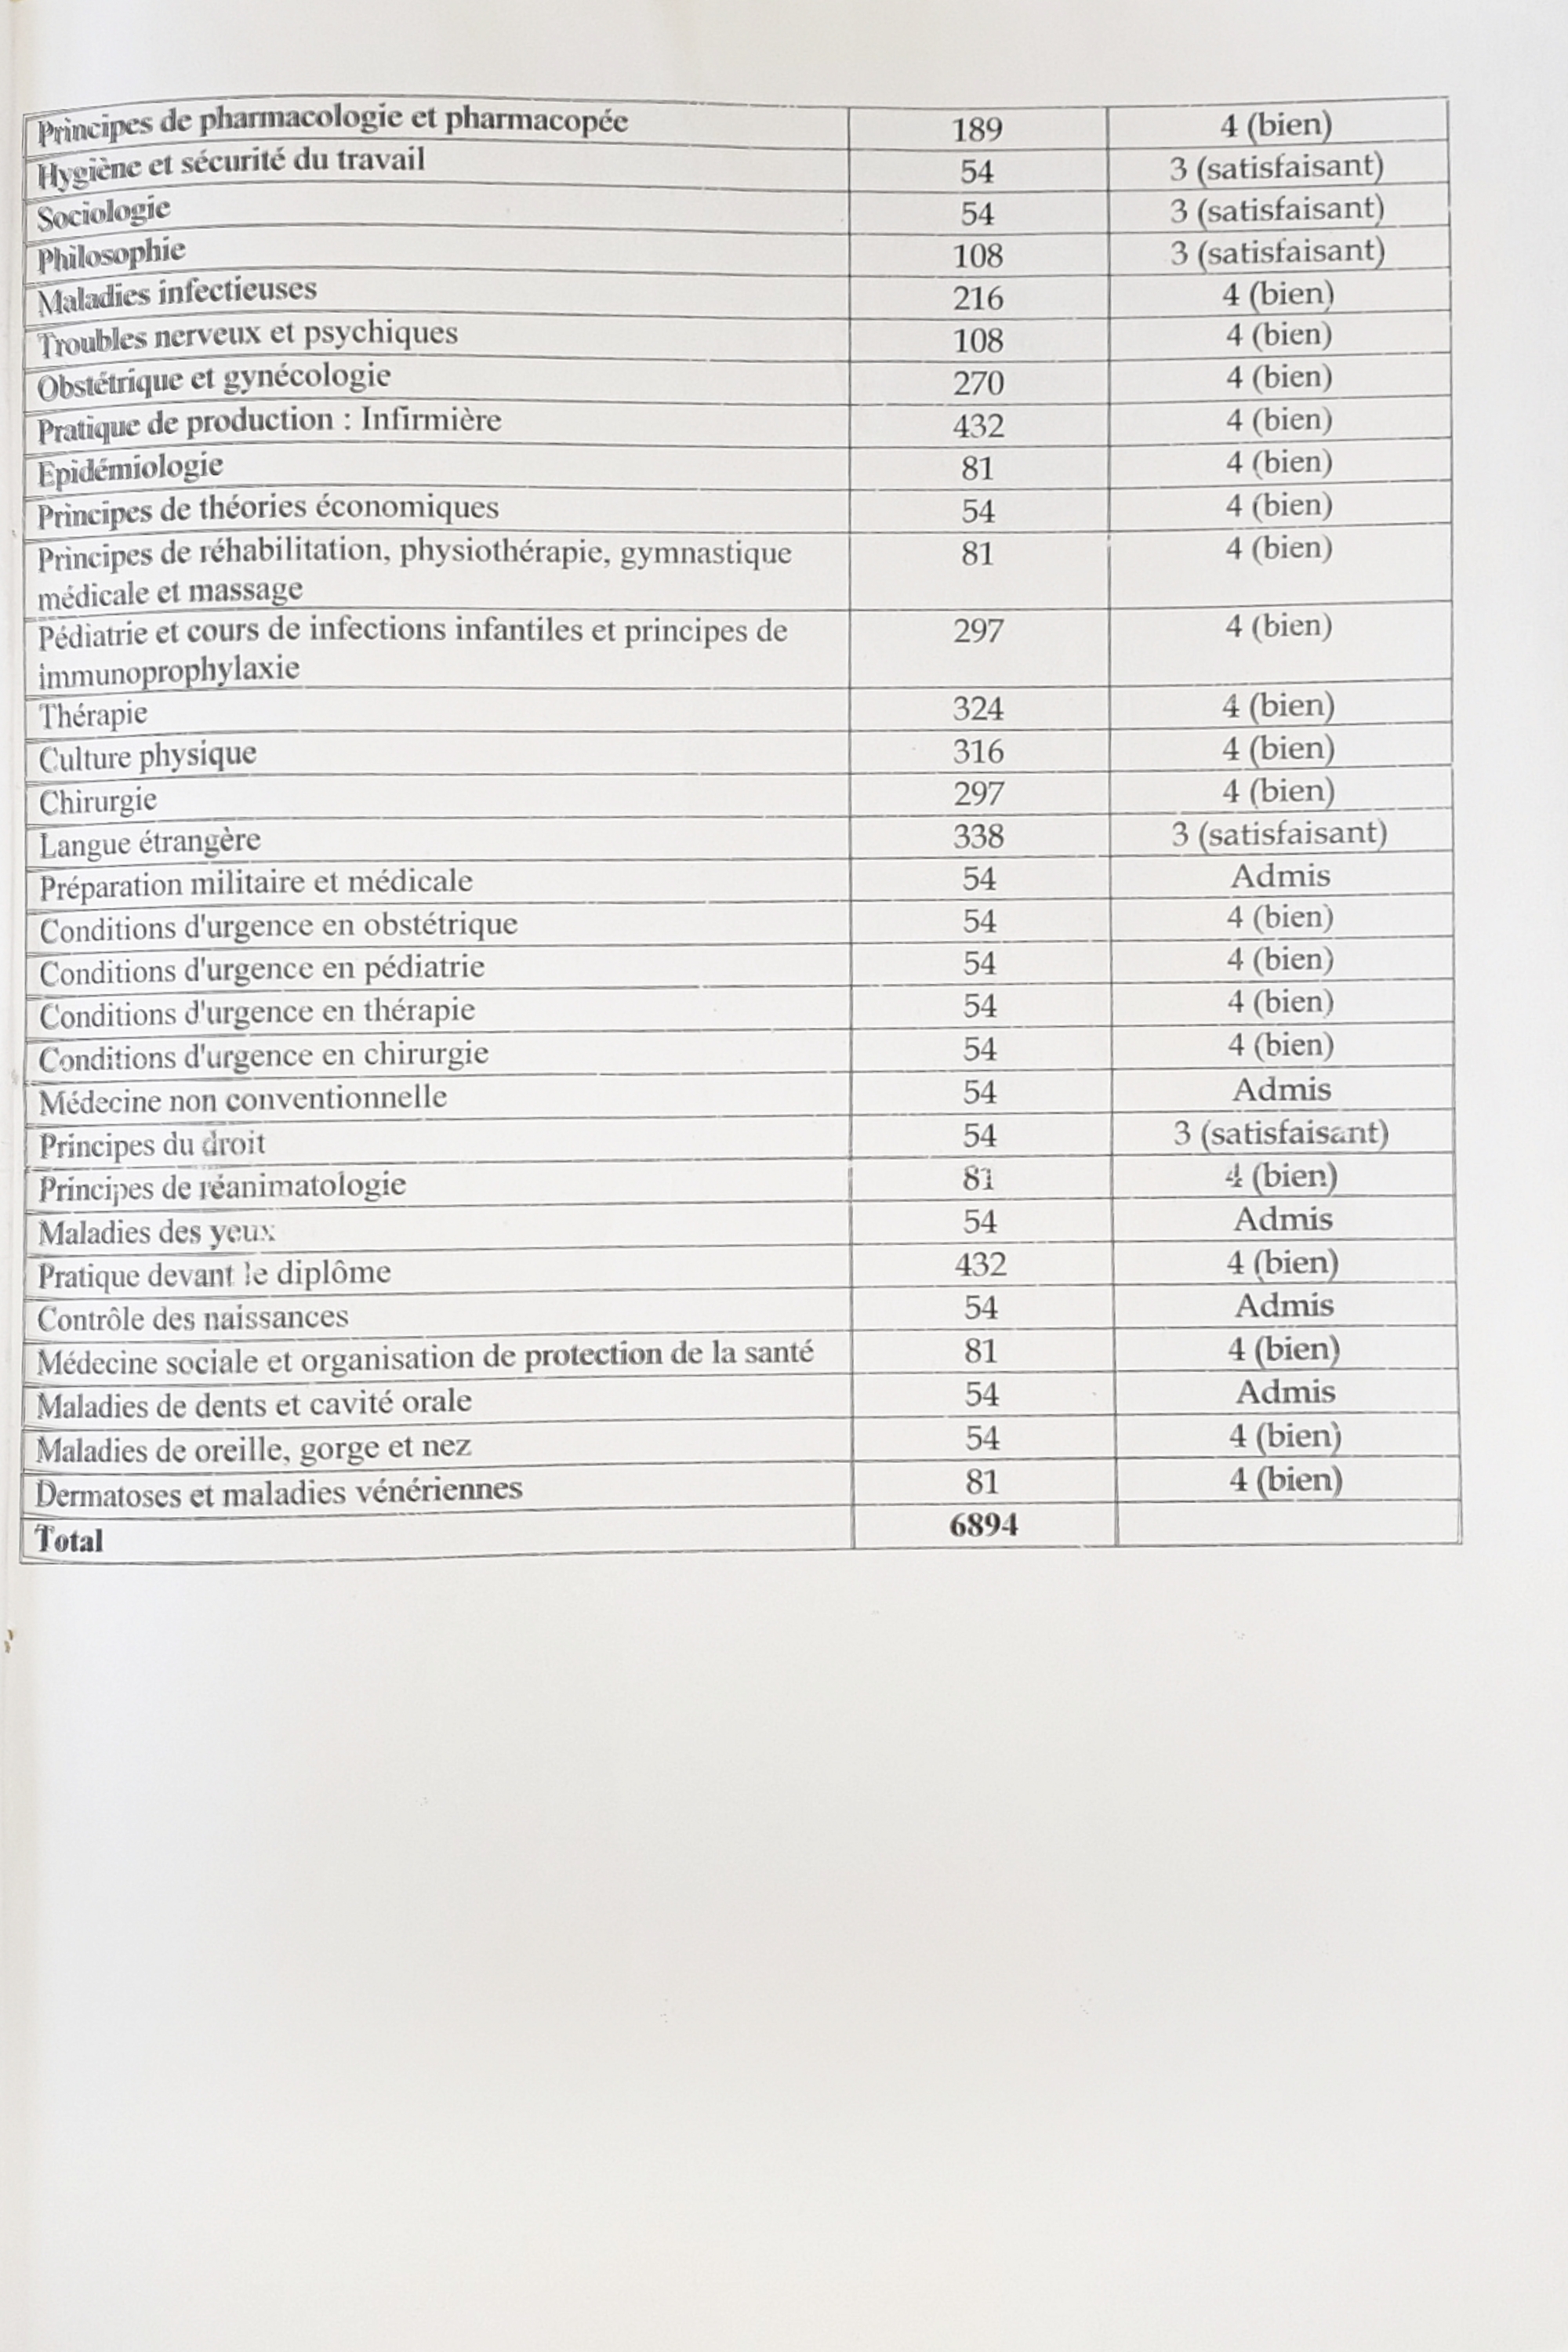 Principes de pharmacologie et pharmacopée 189 4 (bien)
Hygiène et sécurité du travail 54 3 (satisfaisant)
Sociologie 54 3 (satisfaisant)
Philosophie 108 3 (satisfaisant)
Maladies infectieuses 216 4 (bien)
Troubles nerveux et psychiques 108 4 (bien)
Obstétrique et gynécologie 270 4 (bien)
Pratique de production : Infirmière 432 4 (bien)
Epidémiologie 81 4 (bien)
Principes de théories économiques 54 4 (bien)
Principes de réhabilitation, physiothérapie, gymnastique 81 4 (bien)
médicale et massage
Pédiatrie et cours de infections infantiles et principes de 297 4 (bien)
immunoprophylaxie
Thérapie 324 4 (bien)
Culture physique 316 4 (bien)
Chirurgie 297 4 (bien)
Langue étrangère 338 3 (satisfaisant)
Préparation militaire et médicale 54 Admis
Conditions d'urgence en obstétrique 54 4 (bien)
Conditions d'urgence en pédiatrie 54 4 (bien)
Conditions d'urgence en thérapie 54 4 (bien)
Conditions d'urgence en chirurgie 54 4 (bien)
Médecine non conventionnelle 54 Admis
Principes du droit 54 3 (satisfaisant)
Principes de réanimatologie 81 4 (bien)
Maladies des yeux 54 Admis
Pratique devant le diplôme 432 4 (bien)
Contrôle des naissances 54 Admis
Médecine sociale et organisation de protection de la santé 81 4 (bien)
Maladies de dents et cavité orale 54 Admis
Maladies de oreille, gorge et nez 54 4 (bien)
Dermatoses et maladies vénériennes 81 4 (bien)
Total 6894